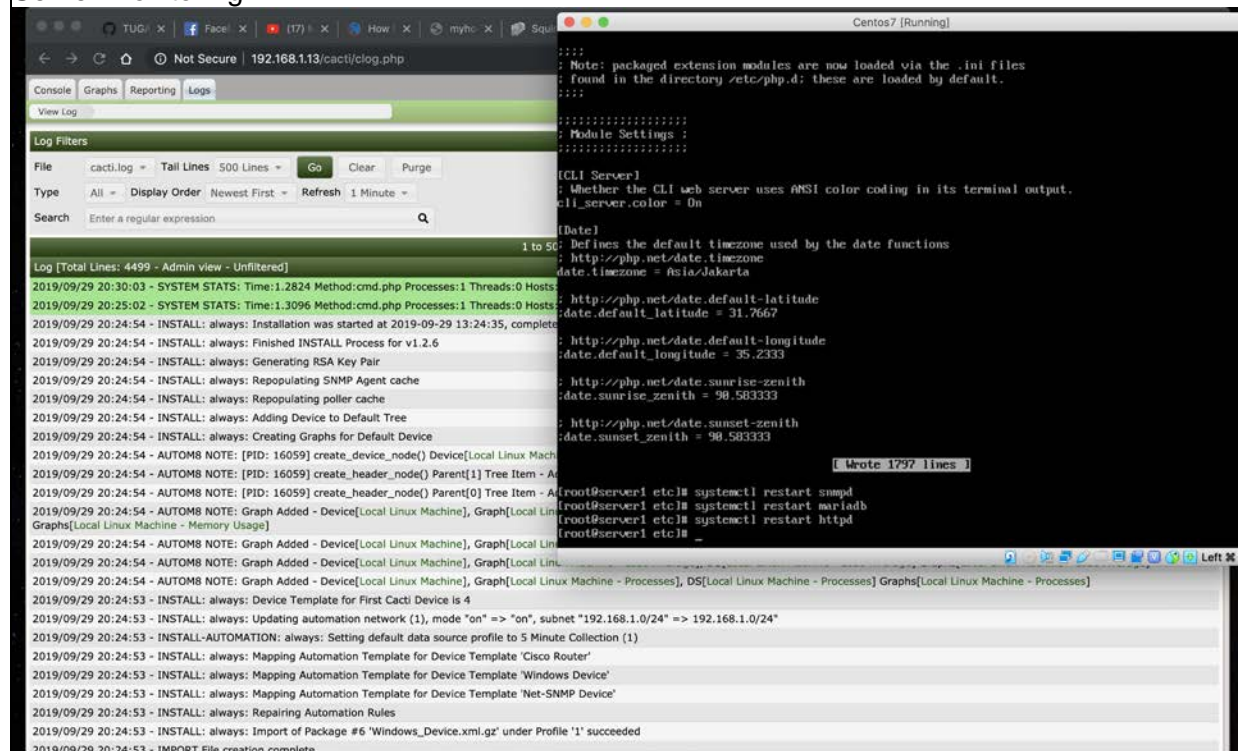 TUGA
Face
(17)
How
myho
Squi
Not Secure | 192.168.1.13/cacti/clog.php
Console Graphs Reporting Logs
View Log
Log Filters
File cacti.log Tail Lines 500 Lines Go Clear Purge
Type All Display Order Newest First Refresh 1 Minute
Search Enter a regular expression
1 to 50
Log [Total Lines: 4499 - Admin view - Unfiltered]
2019/09/29 20:30:03 - SYSTEM STATS: Time:1.2824 Method:cmd.php Processes:1 Threads:0 Hosts:
2019/09/29 20:25:02 - SYSTEM STATS: Time:1.3096 Method:cmd.php Processes:1 Threads:0 Hosts:
2019/09/29 20:24:54 - INSTALL: always: Installation was started at 2019-09-29 13:24:35, complete
2019/09/29 20:24:54 - INSTALL: always: Finished INSTALL Process for v1.2.6
2019/09/29 20:24:54 - INSTALL: always: Generating RSA Key Pair
2019/09/29 20:24:54 - INSTALL: always: Repopulating SNMP Agent cache
2019/09/29 20:24:54 - INSTALL: always: Repopulating poller cache
2019/09/29 20:24:54 - INSTALL: always: Adding Device to Default Tree
2019/09/29 20:24:54 - INSTALL: always: Creating Graphs for Default Device
2019/09/29 20:24:54 - AUTOM8 NOTE: [PID: 16059] create_device_node() Device[Local Linux Mach
2019/09/29 20:24:54 - AUTOM8 NOTE: [PID: 16059] create_header_node() Parent[1] Tree Item - A
2019/09/29 20:24:54 - AUTOM8 NOTE: [PID: 16059] create_header_node() Parent[0] Tree Item - A
2019/09/29 20:24:54 - AUTOM8 NOTE: Graph Added - Device[Local Linux Machine], Graph[Local Lin
Graphs[Local Linux Machine - Memory Usage]
2019/09/29 20:24:54 - AUTOM8 NOTE: Graph Added - Device[Local Linux Machine], Graph[Local Lin
2019/09/29 20:24:54 - AUTOM8 NOTE: Graph Added - Device[Local Linux Machine], Graph[Local Linu
2019/09/29 20:24:54 - AUTOM8 NOTE: Graph Added - Device[Local Linux Machine], Graph[Local Linux Machine - Processes], DS[Local Linux Machine - Processes] Graphs[Local Linux Machine - Processes]
2019/09/29 20:24:53 - INSTALL: always: Device Template for First Cacti Device is 4
2019/09/29 20:24:53 - INSTALL: always: Updating automation network (1), mode "on" => "on", subnet "192.168.1.0/24" => 192.168.1.0/24"
2019/09/29 20:24:53 - INSTALL-AUTOMATION: always: Setting default data source profile to 5 Minute Collection (1)
2019/09/29 20:24:53 - INSTALL: always: Mapping Automation Template for Device Template 'Cisco Router'
2019/09/29 20:24:53 - INSTALL: always: Mapping Automation Template for Device Template 'Windows Device'
2019/09/29 20:24:53 - INSTALL: always: Mapping Automation Template for Device Template 'Net-SNMP Device'
2019/09/29 20:24:53 - INSTALL: always: Repairing Automation Rules
2019/09/29 20:24:53 - INSTALL: always: Import of Package #6 'Windows_Device.xml.gz' under Profile '1' succeeded
2019/09/29 20:24:53 - IMPORT File creation complete
Centos7 [Running]
;;;;
; Note: packaged extension modules are now loaded via the .ini files
; found in the directory /etc/php.d; these are loaded by default.
;;;;
;;;;;;;;;;;;;;;;;;;
; Module Settings ;
;;;;;;;;;;;;;;;;;;;
[CLI Server]
; Whether the CLI web server uses ANSI color coding in its terminal output.
cli_server.color = On
[Date]
; Defines the default timezone used by the date functions
; http://php.net/date.timezone
date.timezone = Asia/Jakarta
; http://php.net/date.default-latitude
;date.default_latitude = 31.7667
; http://php.net/date.default-longitude
;date.default_longitude = 35.2333
; http://php.net/date.sunrise-zenith
;date.sunrise_zenith = 90.583333
; http://php.net/date.sunset-zenith
;date.sunset_zenith = 90.583333
[ Wrote 1797 lines ]
[root@server1 etc]# systemctl restart snmpd
[root@server1 etc]# systemctl restart mariadb
[root@server1 etc]# systemctl restart httpd
[root@server1 etc]# _
Left ⌘